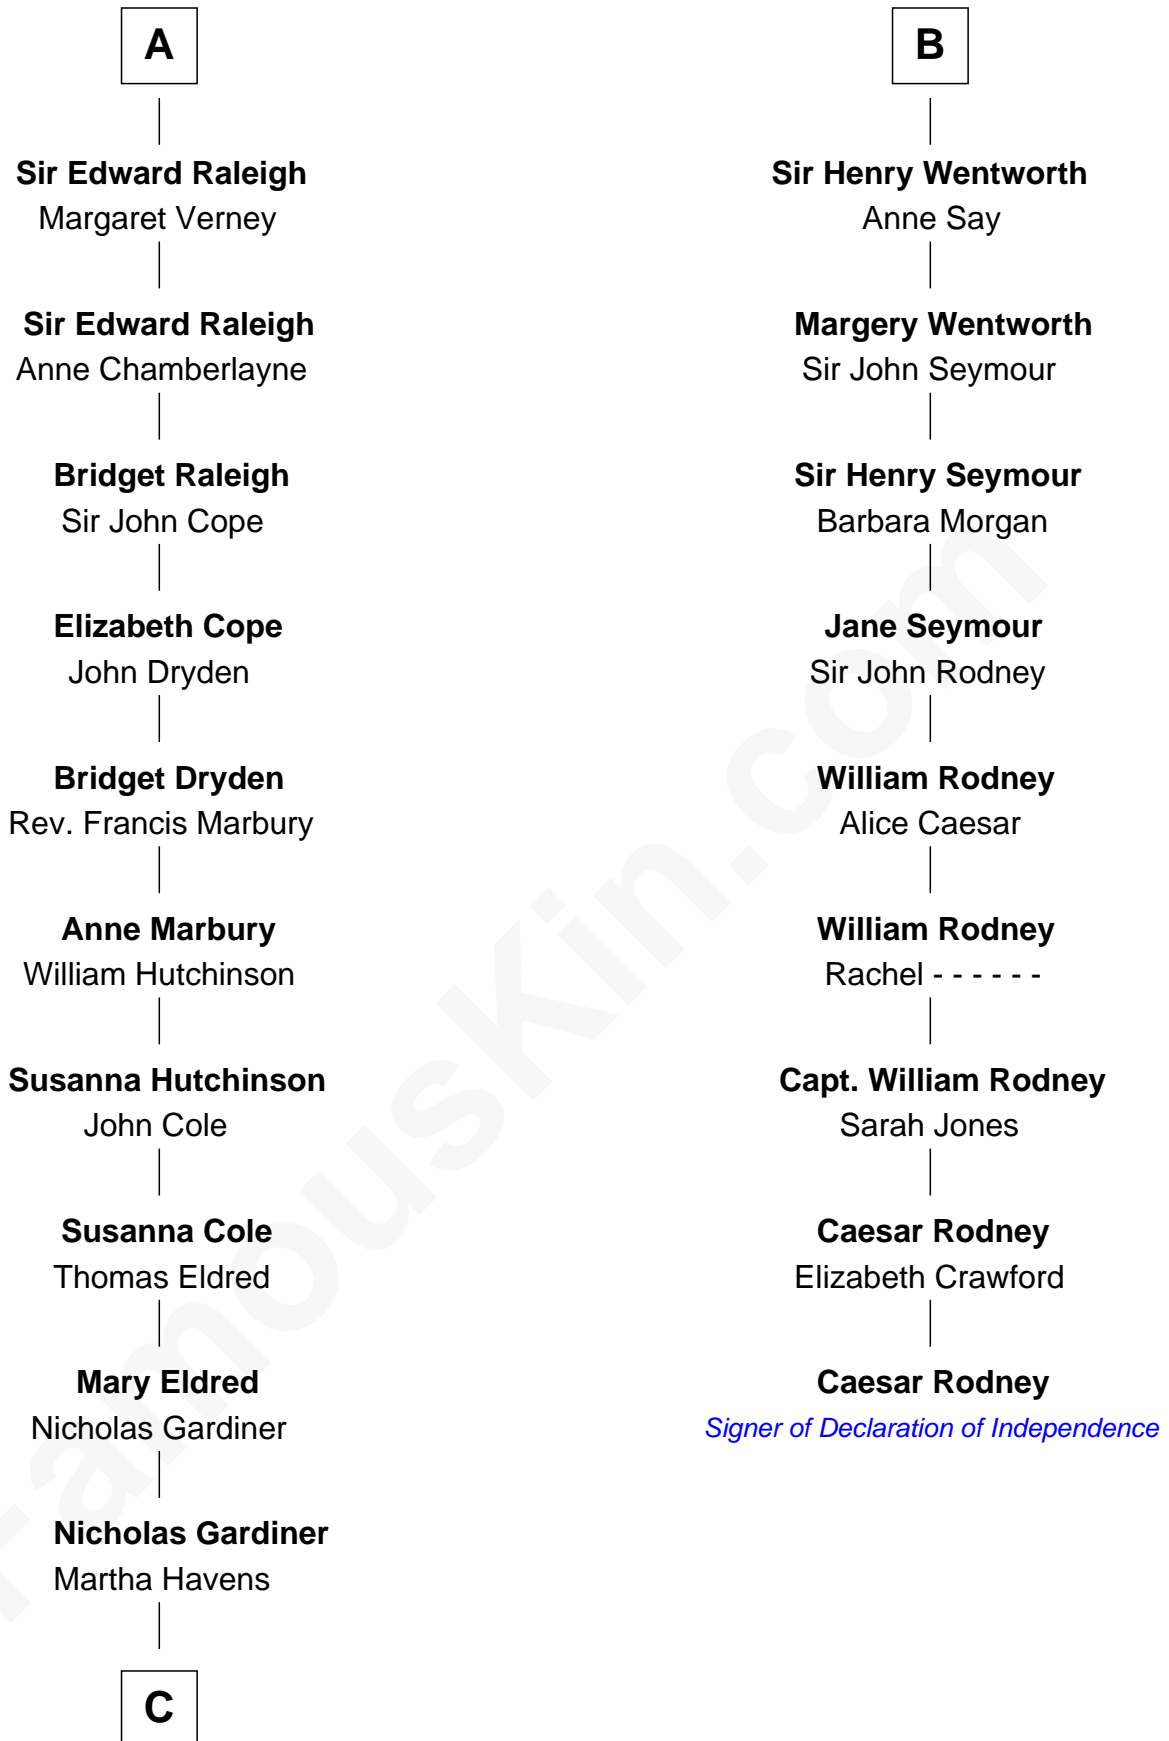 A
Sir Edward Raleigh
Margaret Verney
Sir Edward Raleigh
Anne Chamberlayne
Bridget Raleigh
Sir John Cope
Elizabeth Cope
John Dryden
Bridget Dryden
Rev. Francis Marbury
Anne Marbury
William Hutchinson
Susanna Hutchinson
John Cole
Susanna Cole
Thomas Eldred
Mary Eldred
Nicholas Gardiner
Nicholas Gardiner
Martha Havens
C
B
Sir Henry Wentworth
Anne Say
Margery Wentworth
Sir John Seymour
Sir Henry Seymour
Barbara Morgan
Jane Seymour
Sir John Rodney
William Rodney
Alice Caesar
William Rodney
Rachel - - - - - -
Capt. William Rodney
Sarah Jones
Caesar Rodney
Elizabeth Crawford
Caesar Rodney
Signer of Declaration of Independence
FamousKin.com